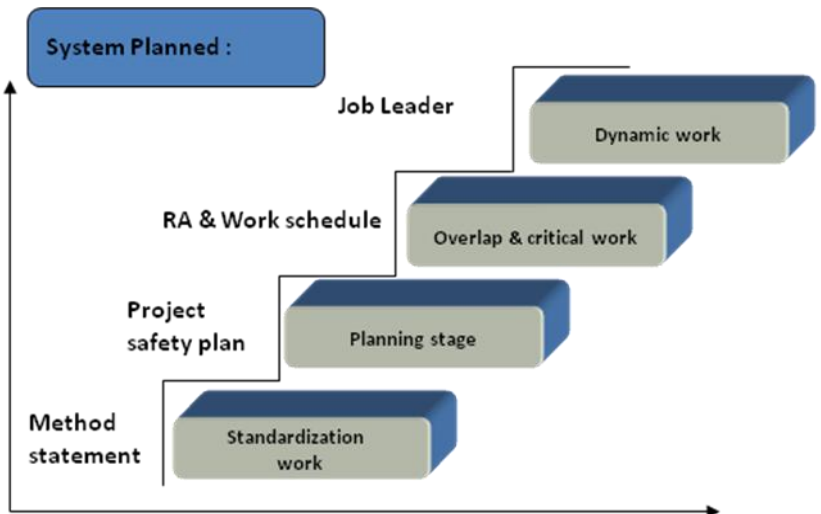 System Planned :
Job Leader
Dynamic work
RA & Work schedule
Overlap & critical work
Project
safety plan
Planning stage
Method
statement
Standardization
work